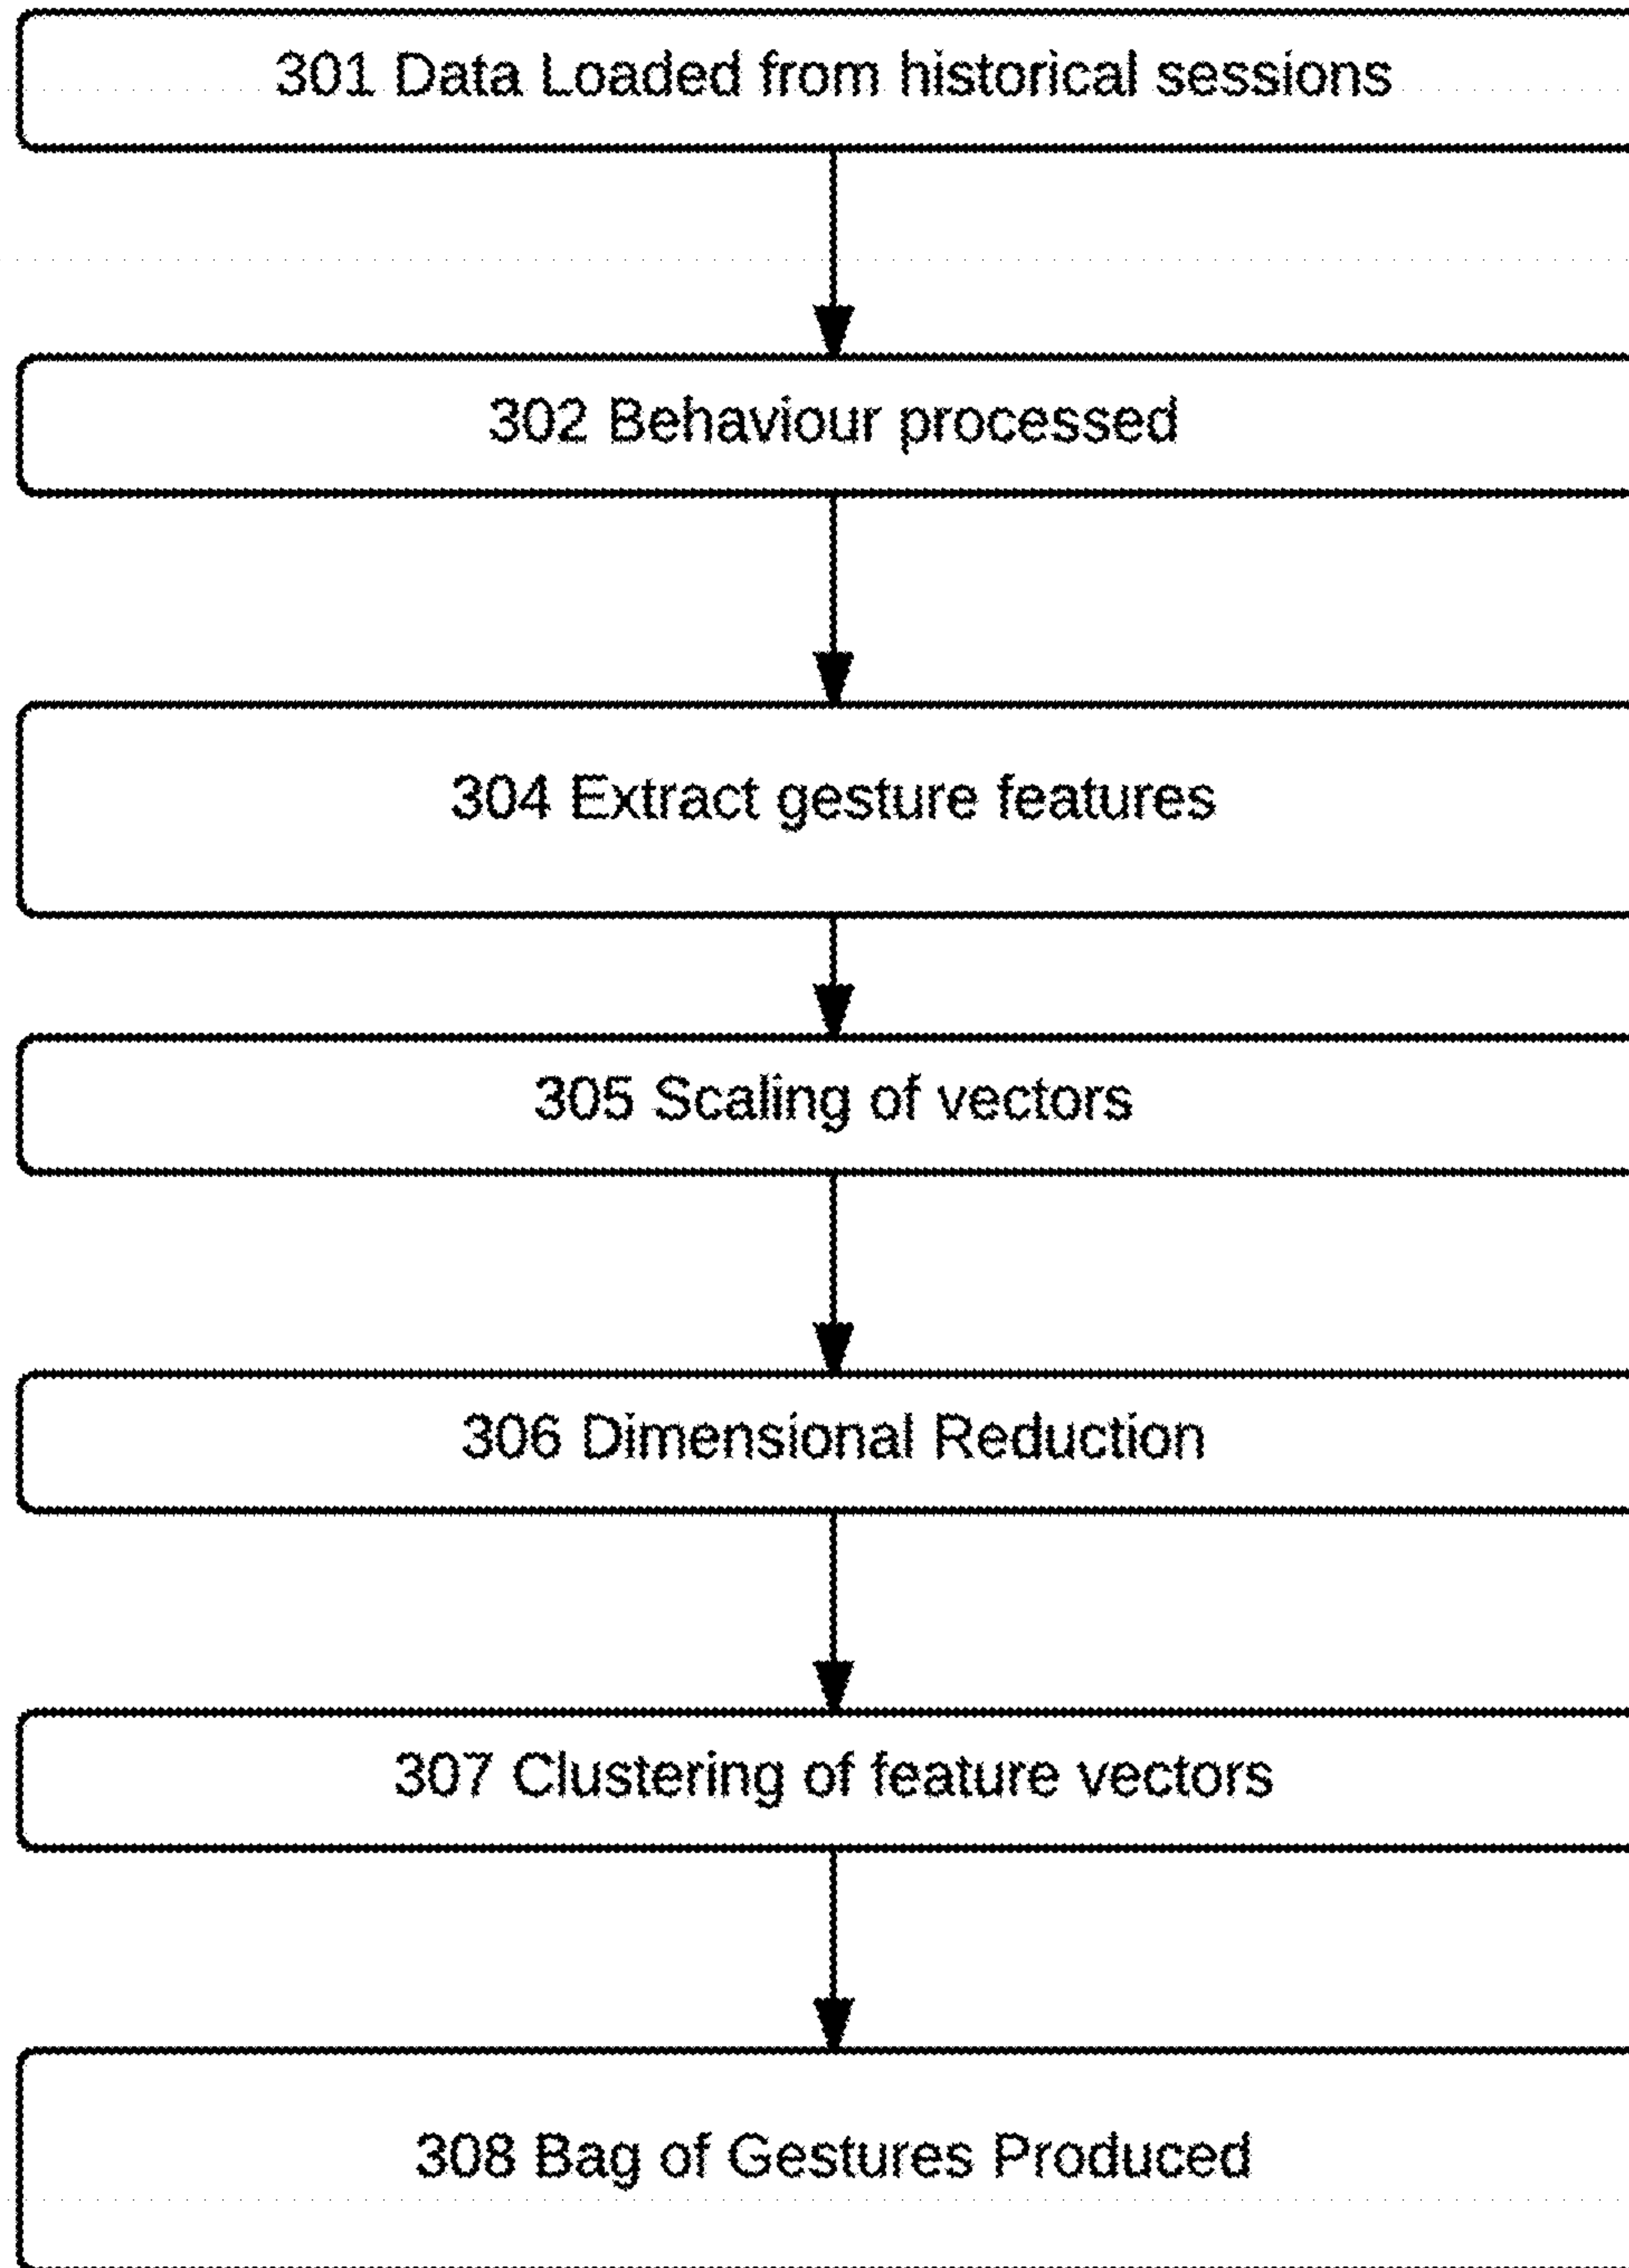 301 Data Loaded from historical sessions
302 Behaviour processed
304 Extract gesture features
305 Scaling of vectors
306 Dimensional Reduction
307 Clustering of feature vectors
308 Bag of Gestures Produced